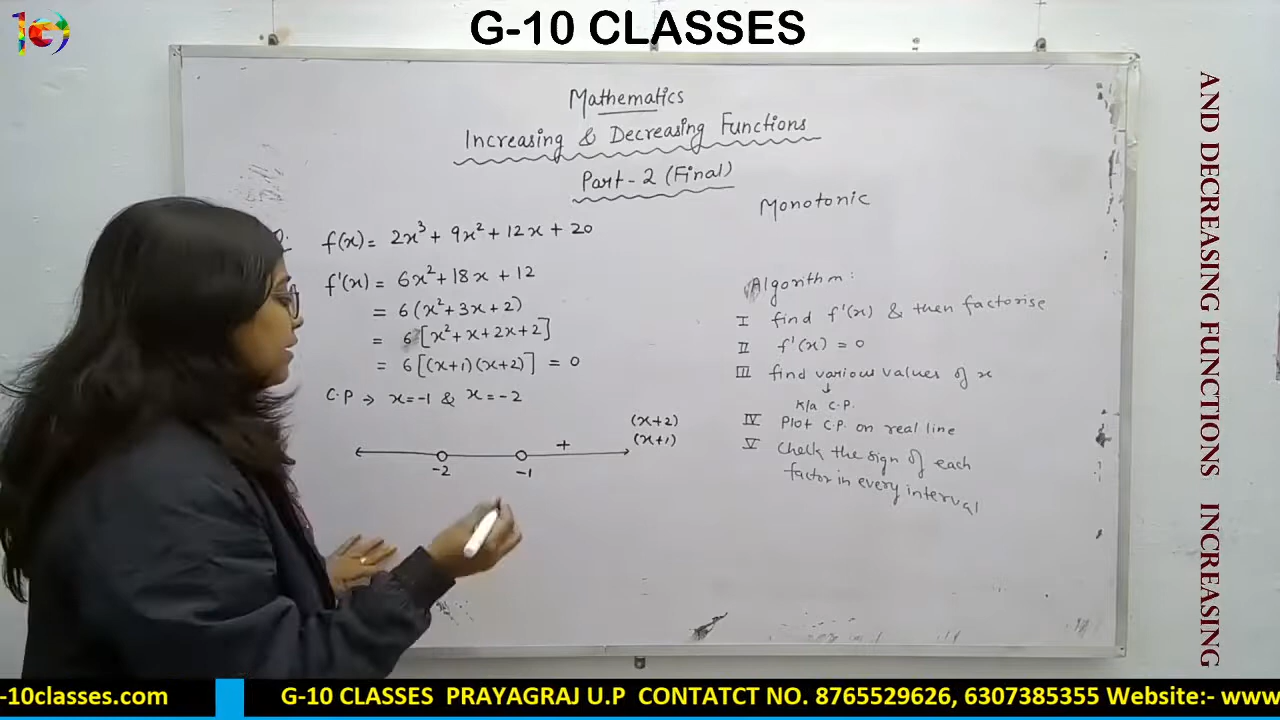 G-10 CLASSES
Mathematics
Increasing & Decreasing Functions
Part-2 (Final)
Monotonic
f(x) = 2x³ + 9x² + 12x + 20
f'(x) = 6x² + 18x + 12
= 6(x² + 3x + 2)
= 6[x² + x + 2x + 2]
= 6[(x+1)(x+2)] = 0
C.P → x=-1 & x=-2
(x+2)
+ (x+1)
-2 -1
Algorithm:
I find f'(x) & then factorise
II f'(x) = 0
III find various values of x
↓
K/a C.P.
IV Plot C.P. on real line
V Check the sign of each
factor in every interval
AND DECREASING FUNCTIONS INCREASING
-10classes.com G-10 CLASSES PRAYAGRAJ U.P CONTATCT NO. 8765529626, 6307385355 Website:- www